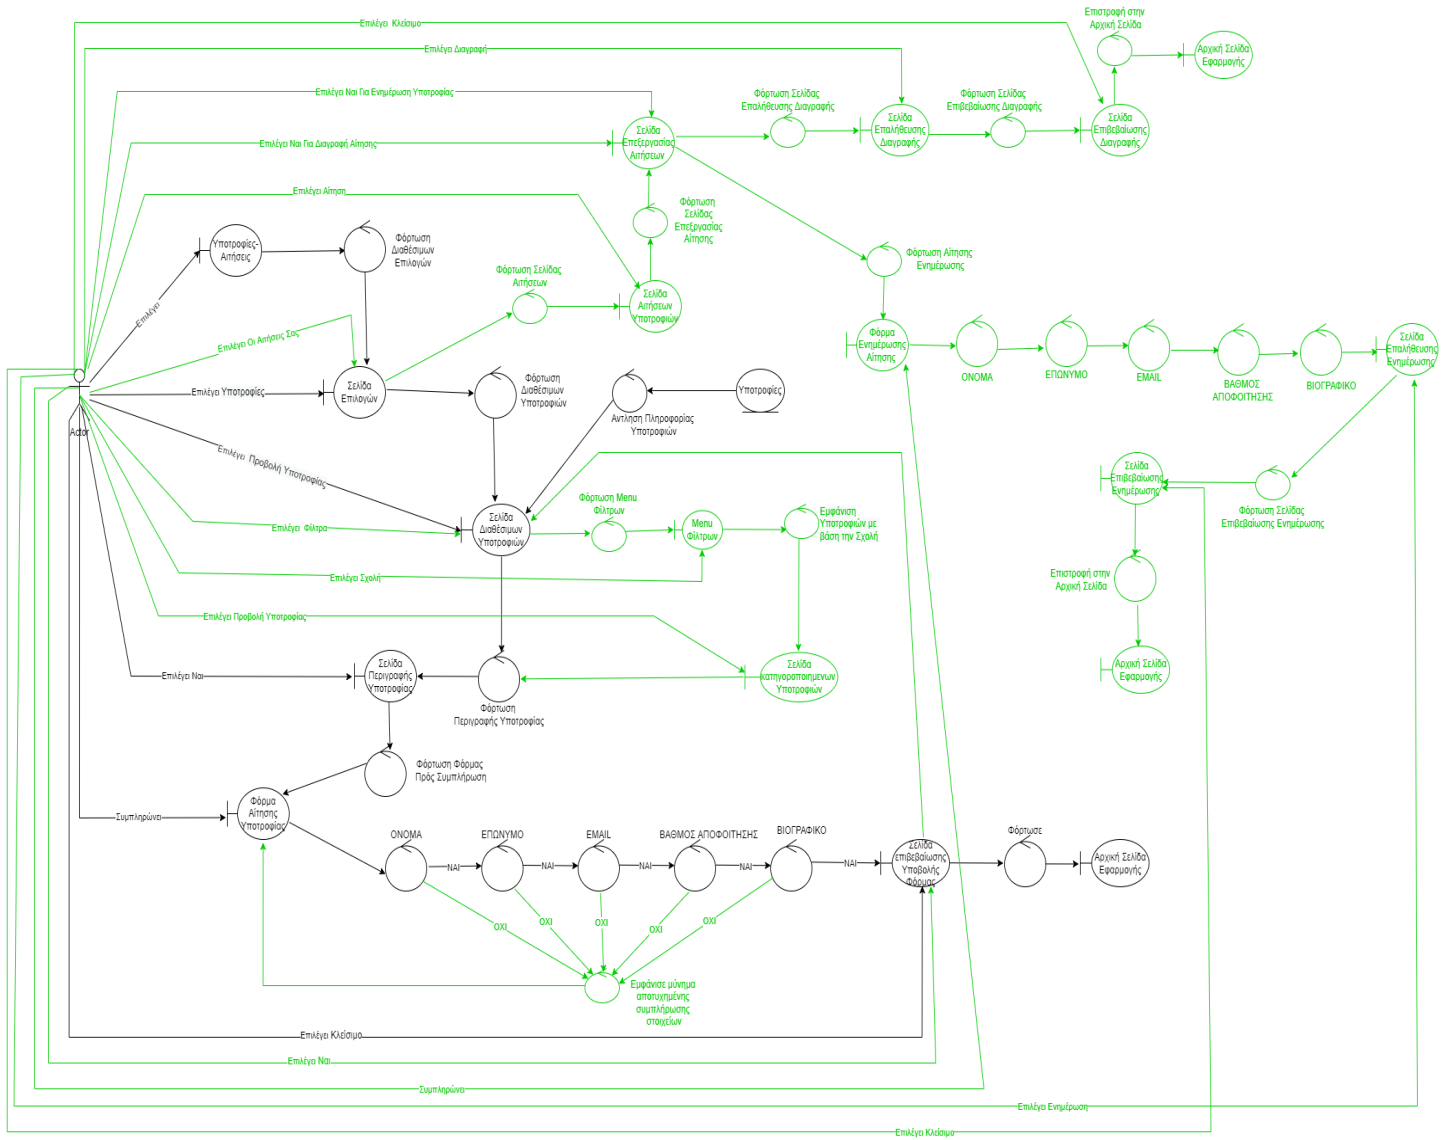 Επιλέγει Κλείσιμο
Επιστροφή στην
Αρχική Σελίδα
Αρχική Σελίδα
Εφαρμογής
Επιλέγει Διαγραφή
Επιλέγει Ναι Για Ενημέρωση Υποτροφίας
Φόρτωση Σελίδας
Επαλήθευσης Διαγραφής
Φόρτωση Σελίδας
Επιβεβαίωσης Διαγραφής
Σελίδα
Επεξεργασίας
Αιτήσεων
Σελίδα
Επαλήθευσης
Διαγραφής
Σελίδα
Επιβεβαίωσης
Διαγραφής
Επιλέγει Ναι Για Διαγραφή Αίτησης
Επιλέγει Αίτηση
Φόρτωση
Σελίδας
Επεξργασίας
Αίτησης
Υποτροφίες-
Αιτήσεις
Φόρτωση
Διαθέσιμων
Επιλογών
Φόρτωση Αίτησης
Ενημέρωσης
Επιλέγει
Φόρτωση Σελίδας
Αιτήσεων
Σελίδα
Αιτήσεων
Υποτροφιών
Επιλέγει Οι Αιτήσεις Σας
Φόρμα
Ενημέρωσης
Αίτησης
ΟΝΟΜΑ
ΕΠΩΝΥΜΟ
EMAIL
ΒΑΘΜΟΣ
ΑΠΟΦΟΙΤΗΣΗΣ
ΒΙΟΓΡΑΦΙΚΟ
Σελίδα
Επαλήθευσης
Ενημέρωσης
Actor
Επιλέγει Υποτροφίες
Σελίδα
Επιλογών
Φόρτωση
Διαθέσιμων
Υποτροφιών
Αντληση Πληροφορίας
Υποτροφιών
Υποτροφίες
Επιλέγει Προβολή Υποτροφίας
Σελίδα
Επιβεβαίωσης
Ενημέρωσης
Φόρτωση Σελίδας
Επιβεβαίωσης Ενημέρωσης
Επιλέγει Φίλτρα
Σελίδα
Διαθέσιμων
Υποτροφιών
Φόρτωση Menu
Φίλτρων
Menu
Φίλτρων
Εμφάνιση
Υποτροφιών με
βάση την Σχολή
Επιλέγει Σχολή
Επιστροφή στην
Αρχική Σελίδα
Επιλέγει Προβολή Υποτροφίας
Επιλέγει Ναι
Σελίδα
Περιγραφής
Υποτροφίας
Φόρτωση
Περιγραφής Υποτροφίας
Σελίδα
κατηγοροποιημενων
Υποτροφιών
Αρχική Σελίδα
Εφαρμογής
Φόρτωση Φόρμας
Πρός Συμπλήρωση
Συμπληρώνει
Φόρμα
Αίτησης
Υποτροφίας
ΟΝΟΜΑ
ΕΠΩΝΥΜΟ
EMAIL
ΒΑΘΜΟΣ ΑΠΟΦΟΙΤΗΣΗΣ
ΒΙΟΓΡΑΦΙΚΟ
ΝΑΙ
ΝΑΙ
ΝΑΙ
ΝΑΙ
ΝΑΙ
Σελίδα
επιβεβαίωσης
Υποβολής
Φόρμας
Φόρτωσε
Αρχική Σελίδα
Εφαρμογής
ΟΧΙ
ΟΧΙ
ΟΧΙ
ΟΧΙ
ΟΧΙ
Εμφάνισε μύνημα
αποτυχημένης
συμπλήρωσης
στοιχείων
Επιλέγει Κλείσιμο
Επιλέγει Ναι
Συμπληρώνει
Επιλέγει Ενημέρωση
Επιλέγει Κλείσιμο